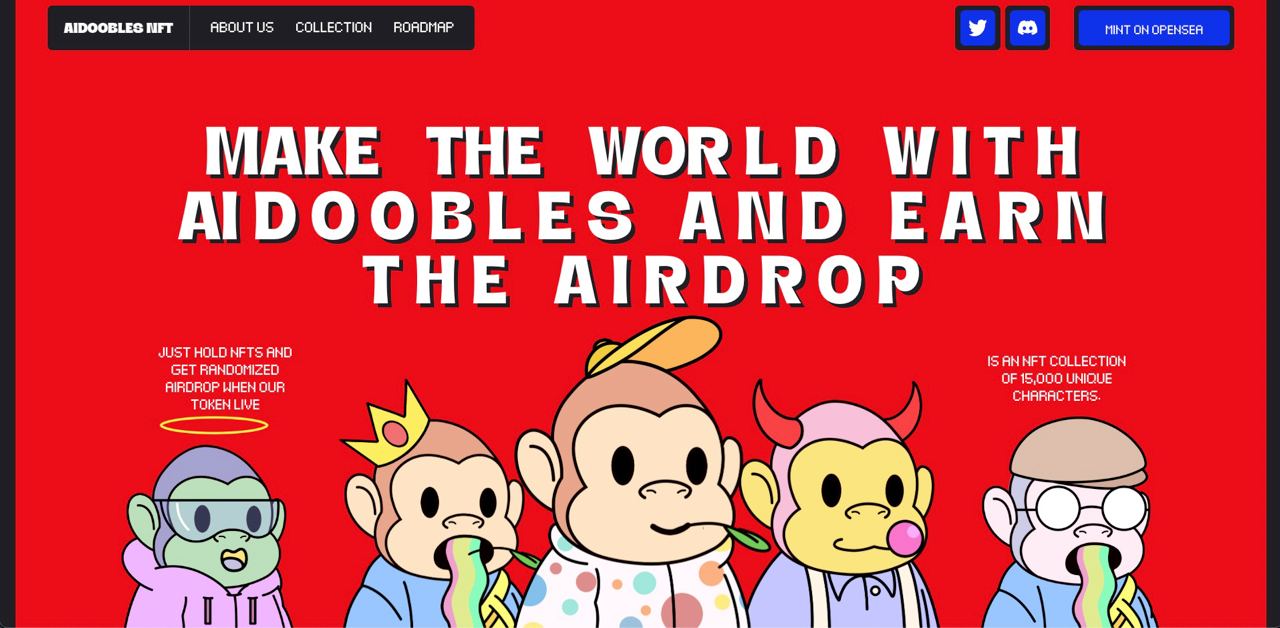 AIDOOBLES NFT
ABOUT US
COLLECTION
ROADMAP
MINT ON OPENSEA
MAKE THE WORLD WITH
AIDOOBLES AND EARN
THE AIRDROP
JUST HOLD NFTS AND
GET RANDOMIZED
AIRDROP WHEN OUR
TOKEN LIVE
IS AN NFT COLLECTION
OF 15,000 UNIQUE
CHARACTERS.